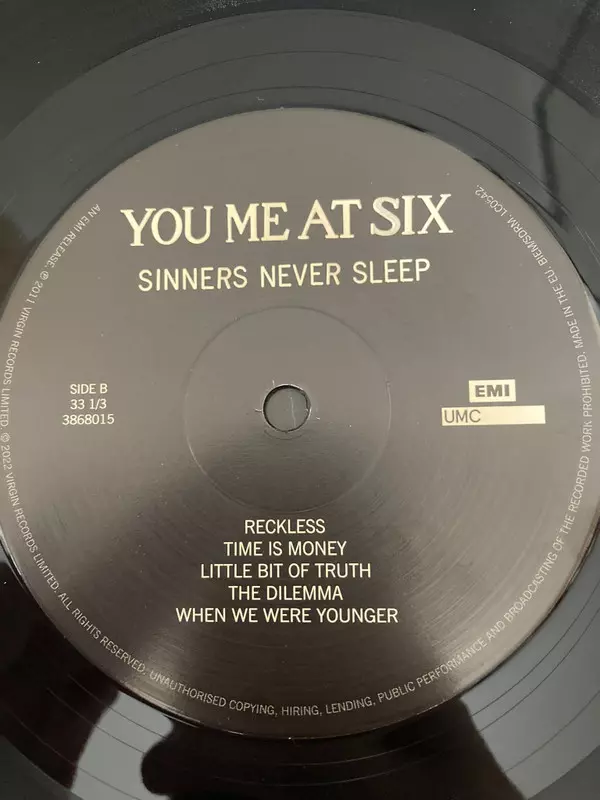 YOU ME AT SIX
SINNERS NEVER SLEEP
SIDE B
33 1/3
3868015
EMI
UMC
RECKLESS
TIME IS MONEY
LITTLE BIT OF TRUTH
THE DILEMMA
WHEN WE WERE YOUNGER
AN EMI RELEASE. ℗ 2011 VIRGIN RECORDS LIMITED. © 2022 VIRGIN RECORDS LIMITED. ALL RIGHTS RESERVED. UNAUTHORISED COPYING, HIRING, LENDING, PUBLIC PERFORMANCE AND BROADCASTING OF THE RECORDED WORK PROHIBITED. MADE IN THE EU. BIEM/SDRM. LC0542